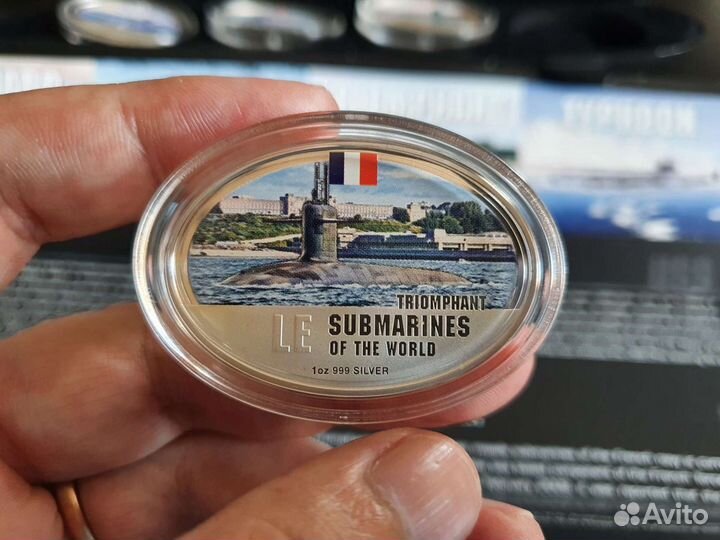 TYPHOON
TRIOMPHANT
LE SUBMARINES
OF THE WORLD
1oz 999 SILVER
Avito